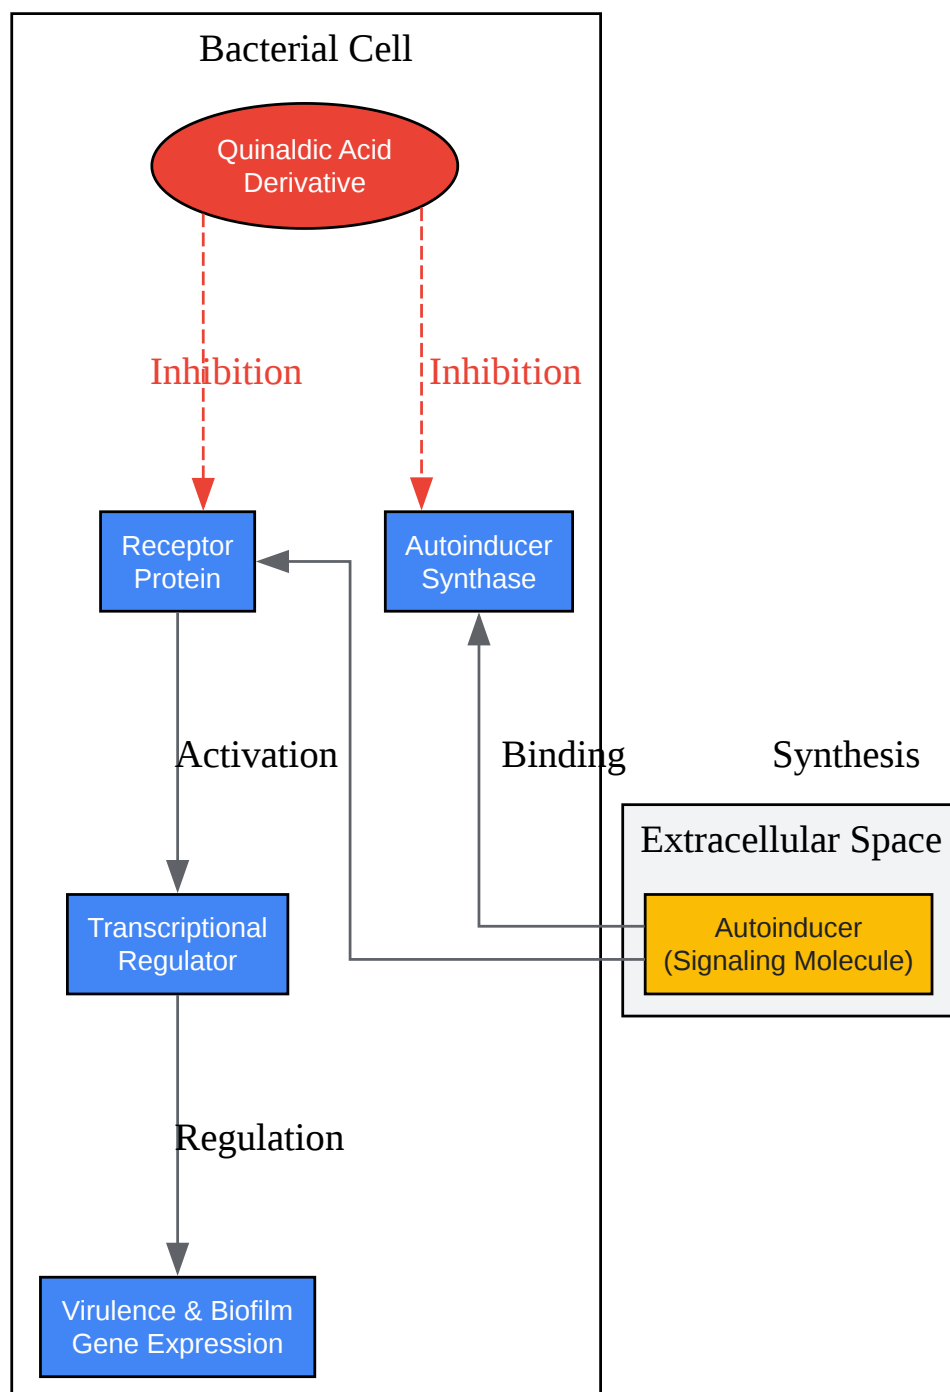 Bacterial Cell
Quinaldic Acid
Derivative
Inhibition
Inhibition
Receptor
Protein
Autoinducer
Synthase
Activation
Binding
Synthesis
Extracellular Space
Transcriptional
Regulator
Autoinducer
(Signaling Molecule)
Regulation
Virulence & Biofilm
Gene Expression